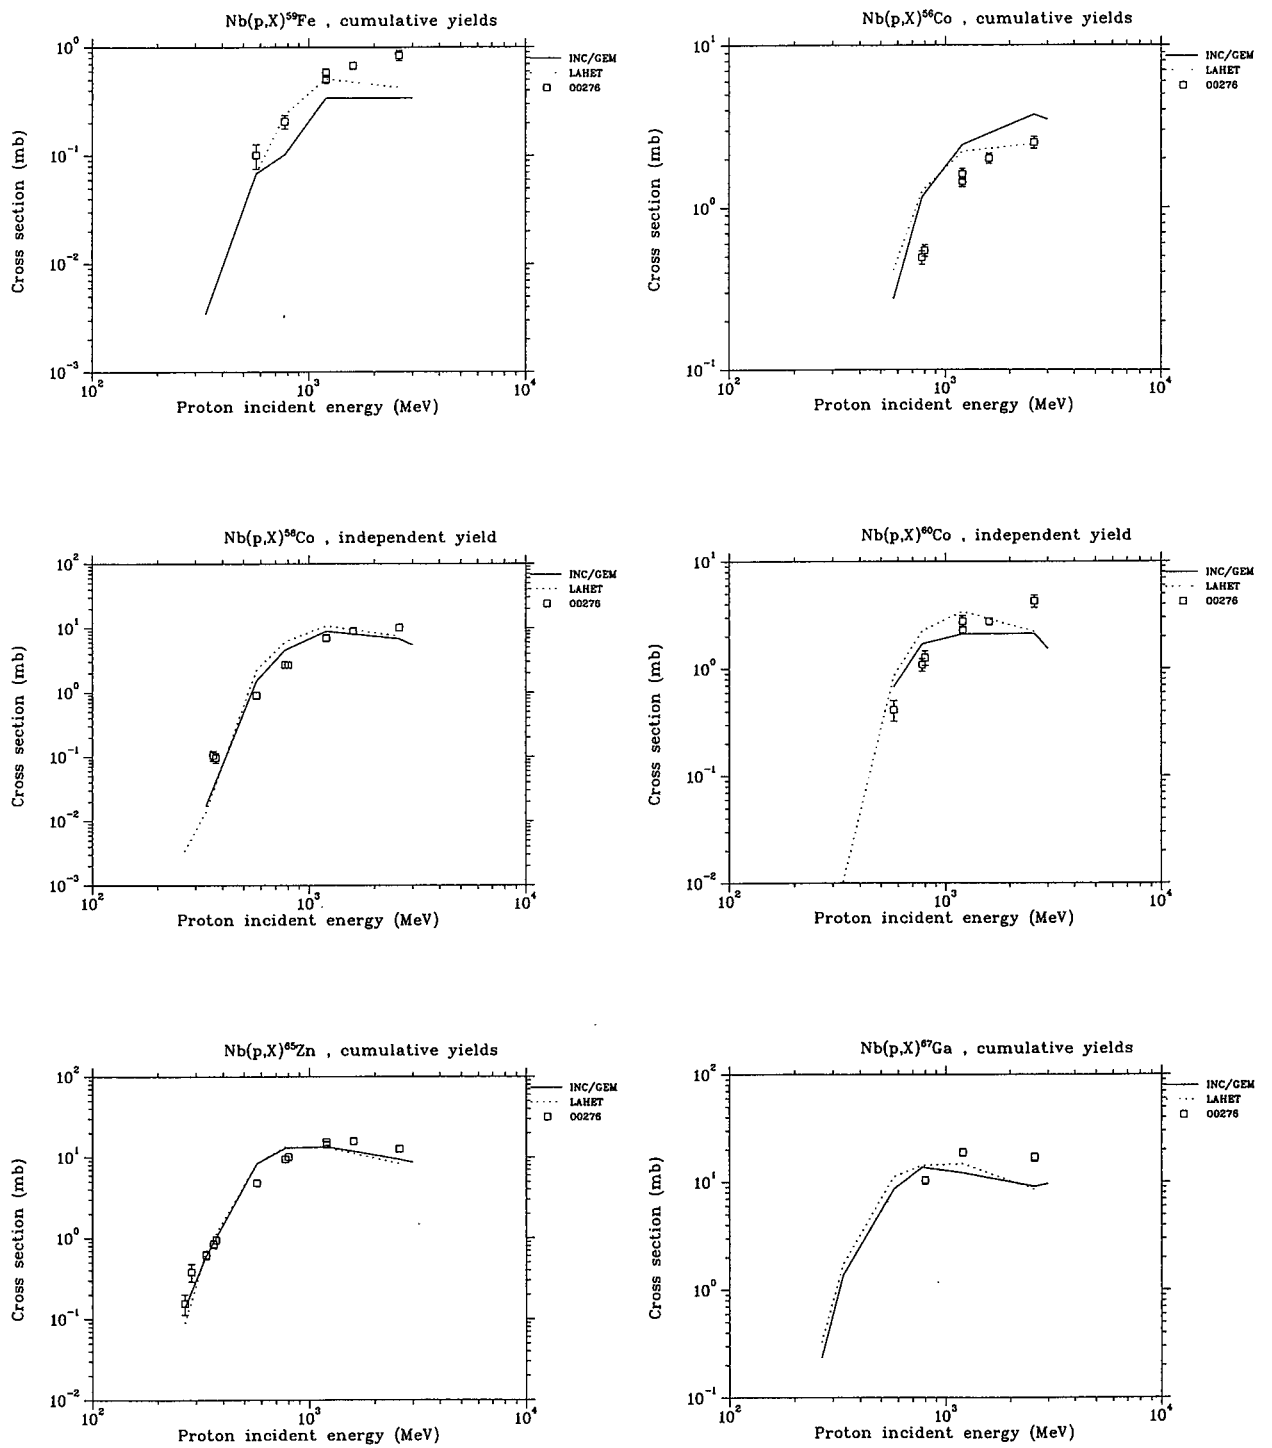 Nb(p,X)⁵⁹Fe , cumulative yields
10⁰
10⁻¹
10⁻²
10⁻³
Cross section (mb)
10²
10³
10⁴
Proton incident energy (MeV)
INC/GEM
LAHET
O0276
Nb(p,X)⁵⁶Co , cumulative yields
10¹
10⁰
10⁻¹
Cross section (mb)
10²
10³
10⁴
Proton incident energy (MeV)
INC/GEM
LAHET
O0276
Nb(p,X)⁵⁸Co , independent yield
10²
10¹
10⁰
10⁻¹
10⁻²
10⁻³
Cross section (mb)
10²
10³
10⁴
Proton incident energy (MeV)
INC/GEM
LAHET
O0276
Nb(p,X)⁶⁰Co , independent yield
10¹
10⁰
10⁻¹
10⁻²
Cross section (mb)
10²
10³
10⁴
Proton incident energy (MeV)
INC/GEM
LAHET
O0276
Nb(p,X)⁶⁵Zn , cumulative yields
10²
10¹
10⁰
10⁻¹
10⁻²
Cross section (mb)
10²
10³
10⁴
Proton incident energy (MeV)
INC/GEM
LAHET
O0276
Nb(p,X)⁶⁷Ga , cumulative yields
10²
10¹
10⁰
10⁻¹
Cross section (mb)
10²
10³
10⁴
Proton incident energy (MeV)
INC/GEM
LAHET
O0276